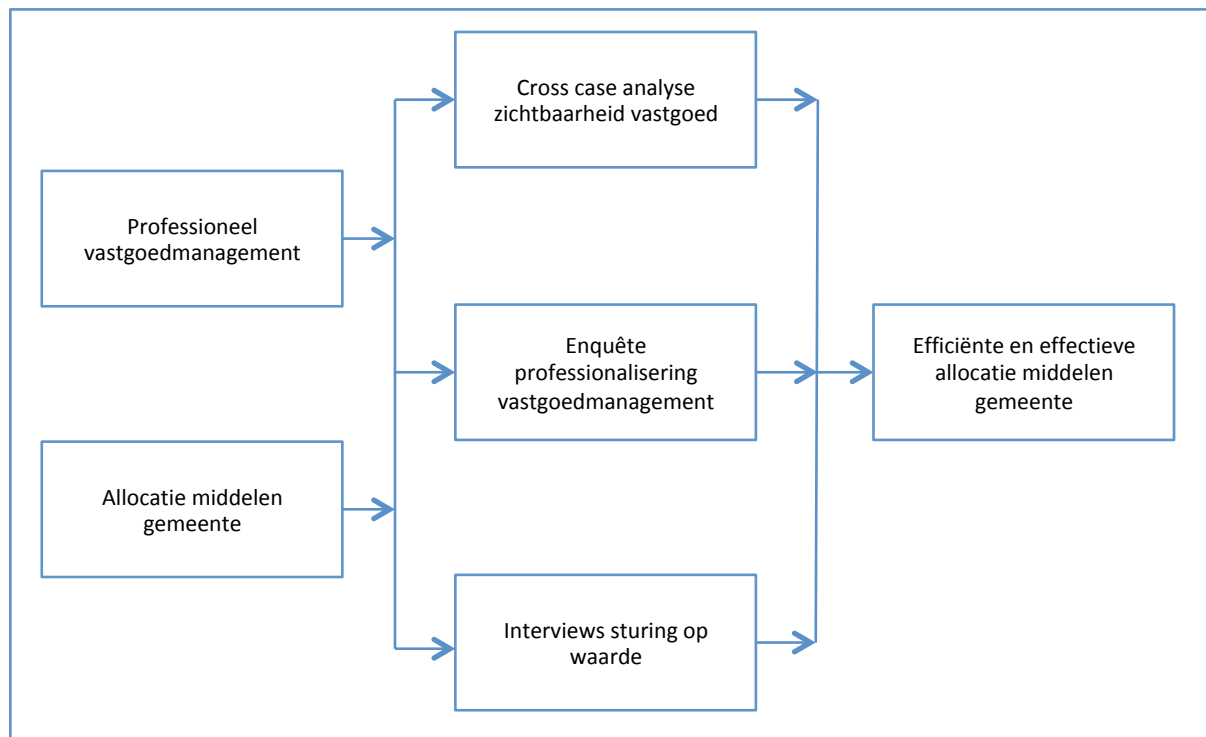 Cross case analyse
zichtbaarheid vastgoed
Professioneel
vastgoedmanagement
Enquête
professionalisering
vastgoedmanagement
Efficiënte en effectieve
allocatie middelen
gemeente
Allocatie middelen
gemeente
Interviews sturing op
waarde